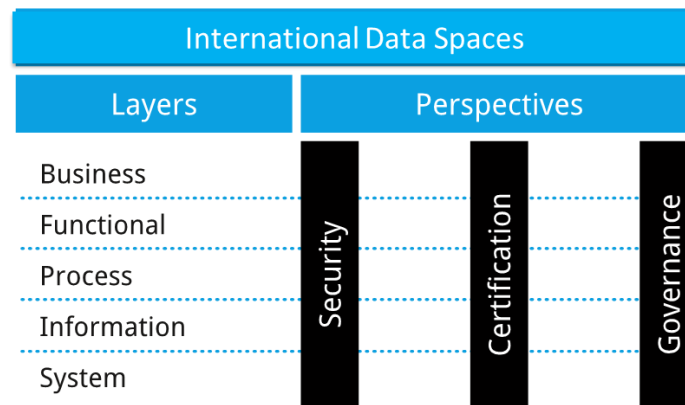 International Data Spaces
Layers
Perspectives
Business
Functional
Process
Information
System
Security
Certification
Governance